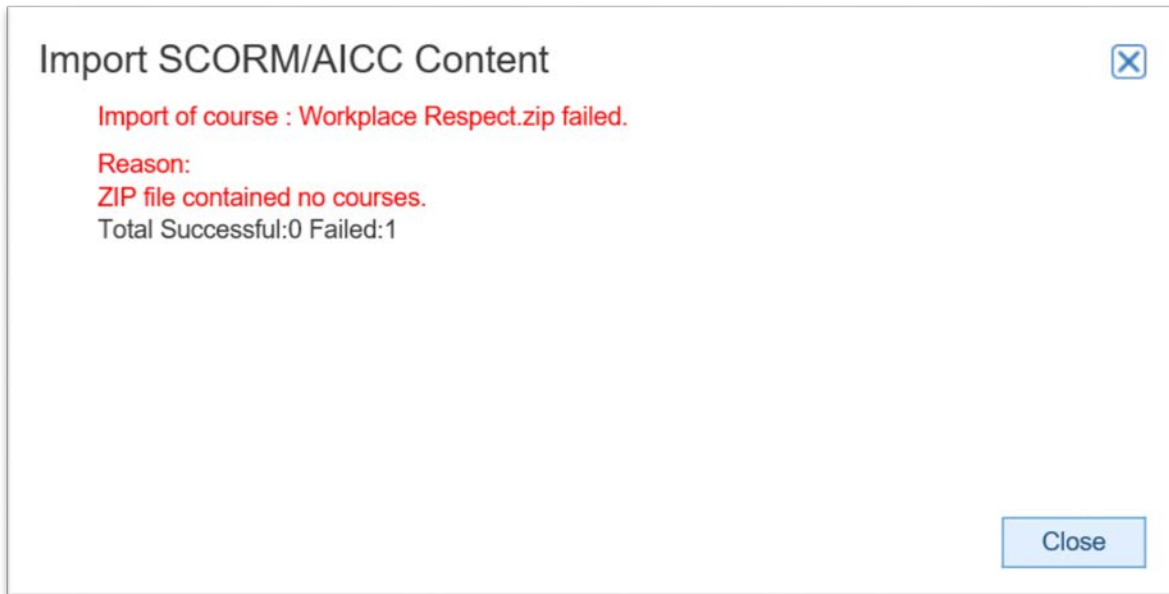 Import SCORM/AICC Content
Import of course : Workplace Respect.zip failed.
Reason:
ZIP file contained no courses.
Total Successful:0 Failed:1
Close